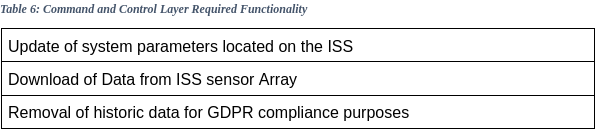 Table 6: Command and Control Layer Required Functionality
Update of system parameters located on the ISS
Download of Data from ISS sensor Array
Removal of historic data for GDPR compliance purposes